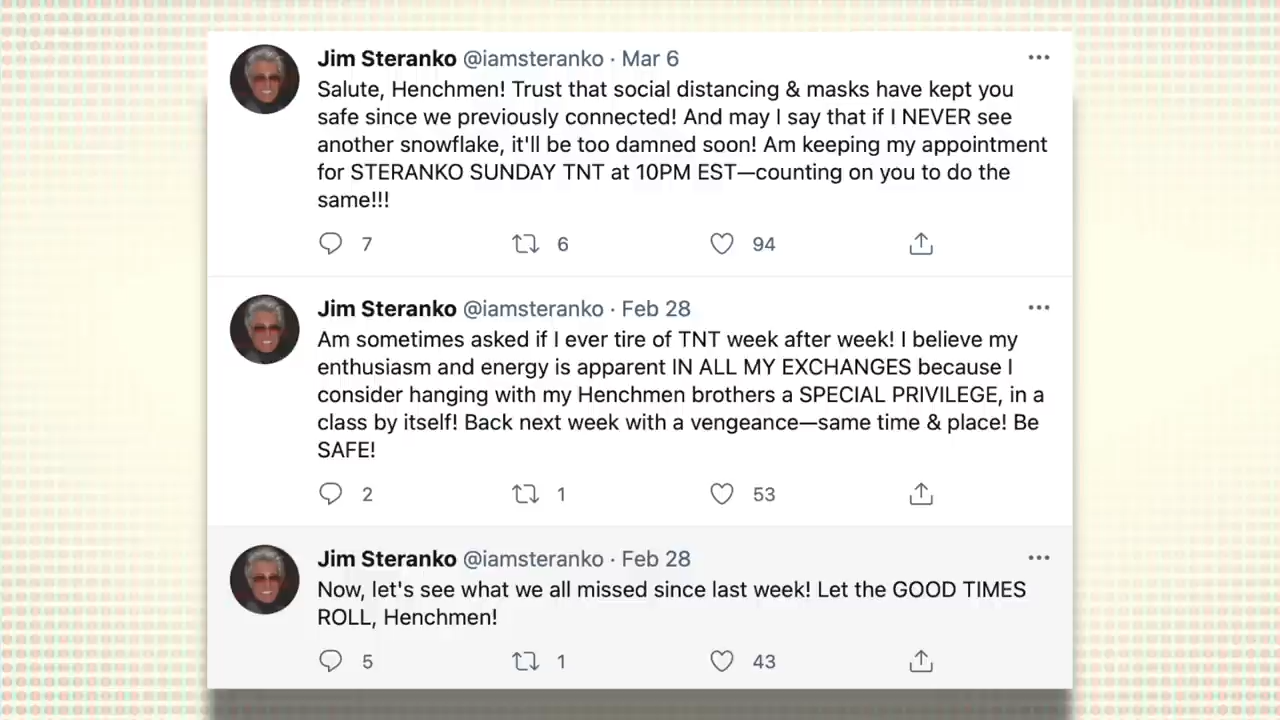 Jim Steranko @iamsteranko · Mar 6
Salute, Henchmen! Trust that social distancing & masks have kept you
safe since we previously connected! And may I say that if I NEVER see
another snowflake, it'll be too damned soon! Am keeping my appointment
for STERANKO SUNDAY TNT at 10PM EST—counting on you to do the
same!!!
7 6 94
Jim Steranko @iamsteranko · Feb 28
Am sometimes asked if I ever tire of TNT week after week! I believe my
enthusiasm and energy is apparent IN ALL MY EXCHANGES because I
consider hanging with my Henchmen brothers a SPECIAL PRIVILEGE, in a
class by itself! Back next week with a vengeance—same time & place! Be
SAFE!
2 1 53
Jim Steranko @iamsteranko · Feb 28
Now, let's see what we all missed since last week! Let the GOOD TIMES
ROLL, Henchmen!
5 1 43